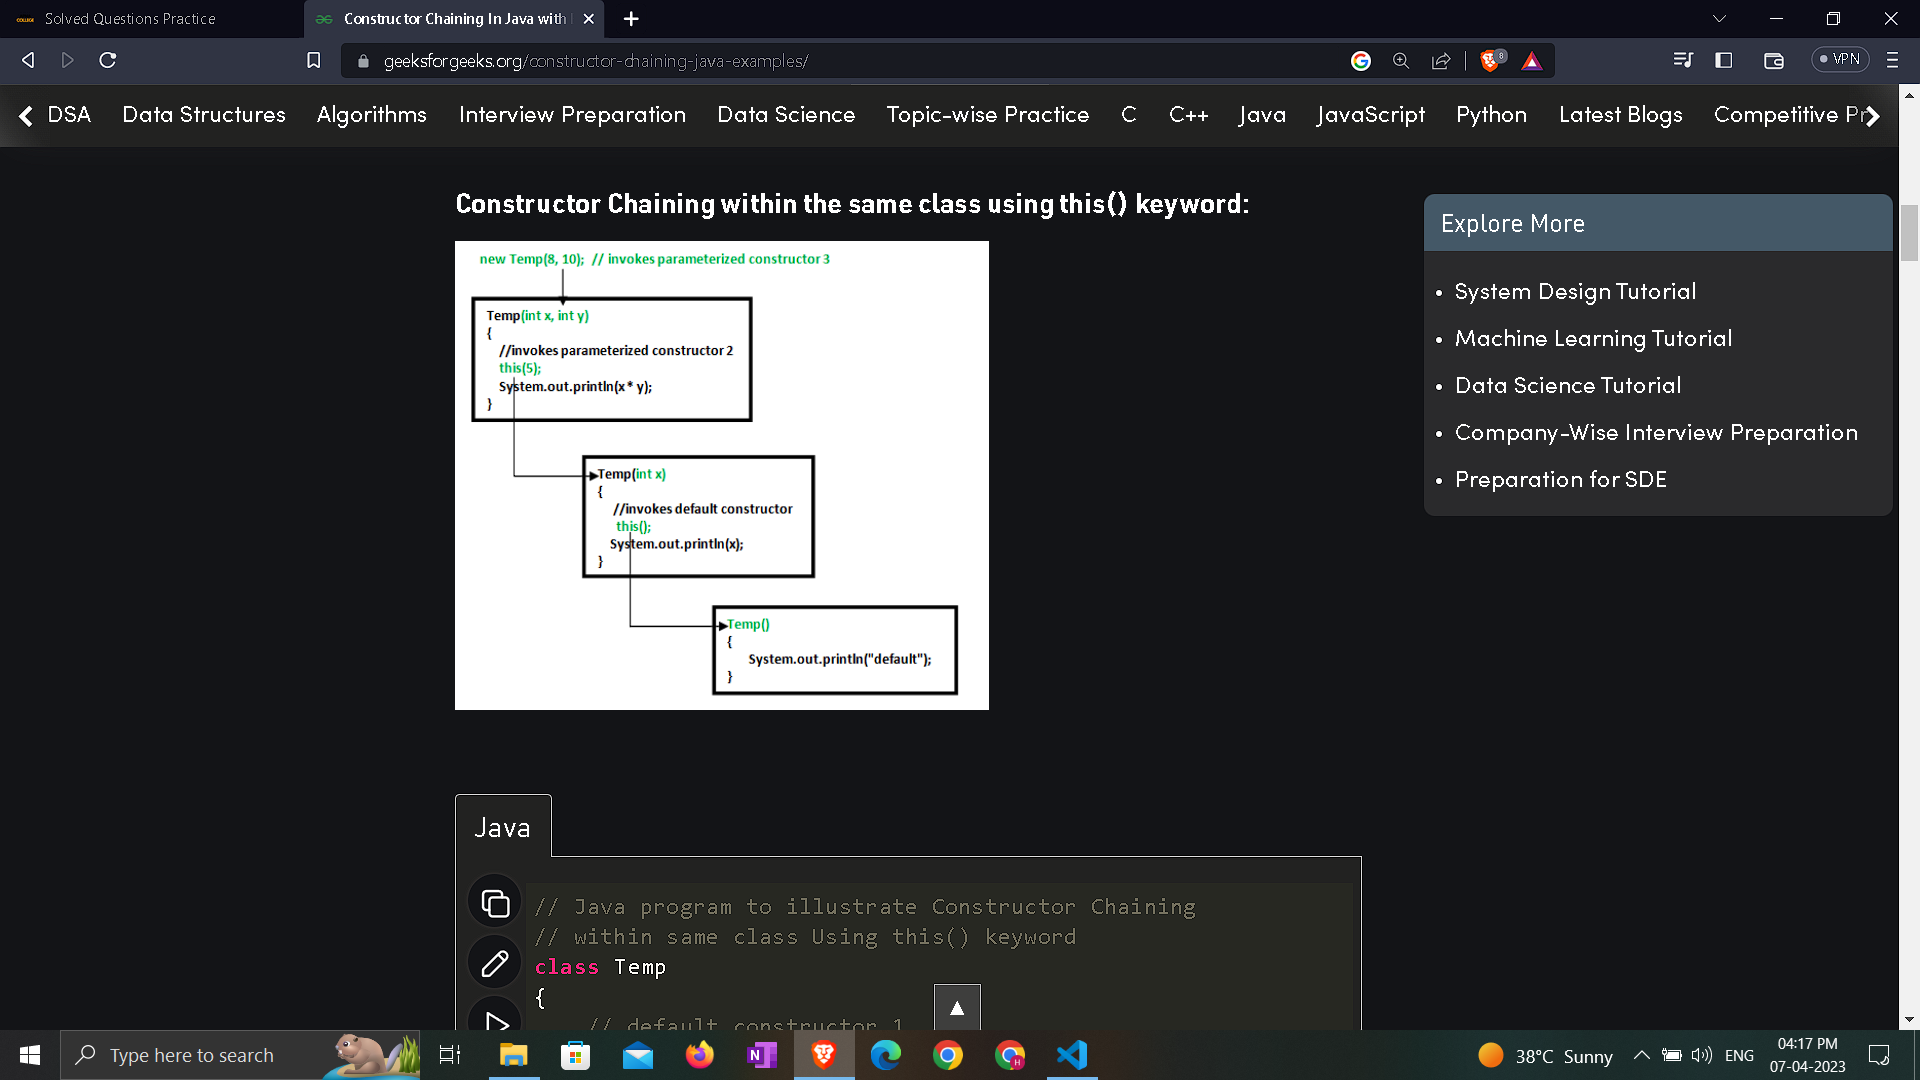 Solved Questions Practice
Constructor Chaining In Java with
geeksforgeeks.org/constructor-chaining-java-examples/
8
VPN
DSA Data Structures Algorithms Interview Preparation Data Science Topic-wise Practice C C++ Java JavaScript Python Latest Blogs Competitive Pr
Constructor Chaining within the same class using this() keyword:
new Temp(8, 10); // invokes parameterized constructor 3
Temp(int x, int y)
{
//invokes parameterized constructor 2
this(5);
System.out.println(x * y);
}
Temp(int x)
{
//invokes default constructor
this();
System.out.println(x);
}
Temp()
{
System.out.println("default");
}
Explore More
System Design Tutorial
Machine Learning Tutorial
Data Science Tutorial
Company-Wise Interview Preparation
Preparation for SDE
Java
// Java program to illustrate Constructor Chaining
// within same class Using this() keyword
class Temp
{
// default constructor 1
Type here to search
38°C Sunny
ENG
04:17 PM
07-04-2023